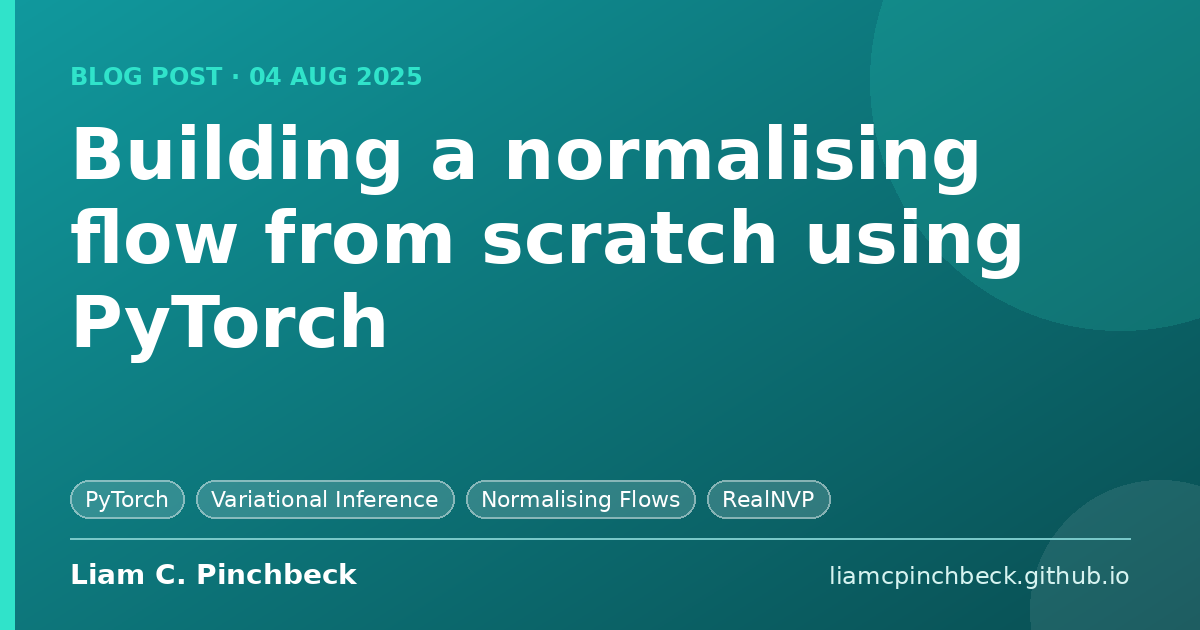 BLOG POST · 04 AUG 2025
Building a normalising
flow from scratch using
PyTorch
PyTorch
Variational Inference
Normalising Flows
RealNVP
Liam C. Pinchbeck
liamcpinchbeck.github.io